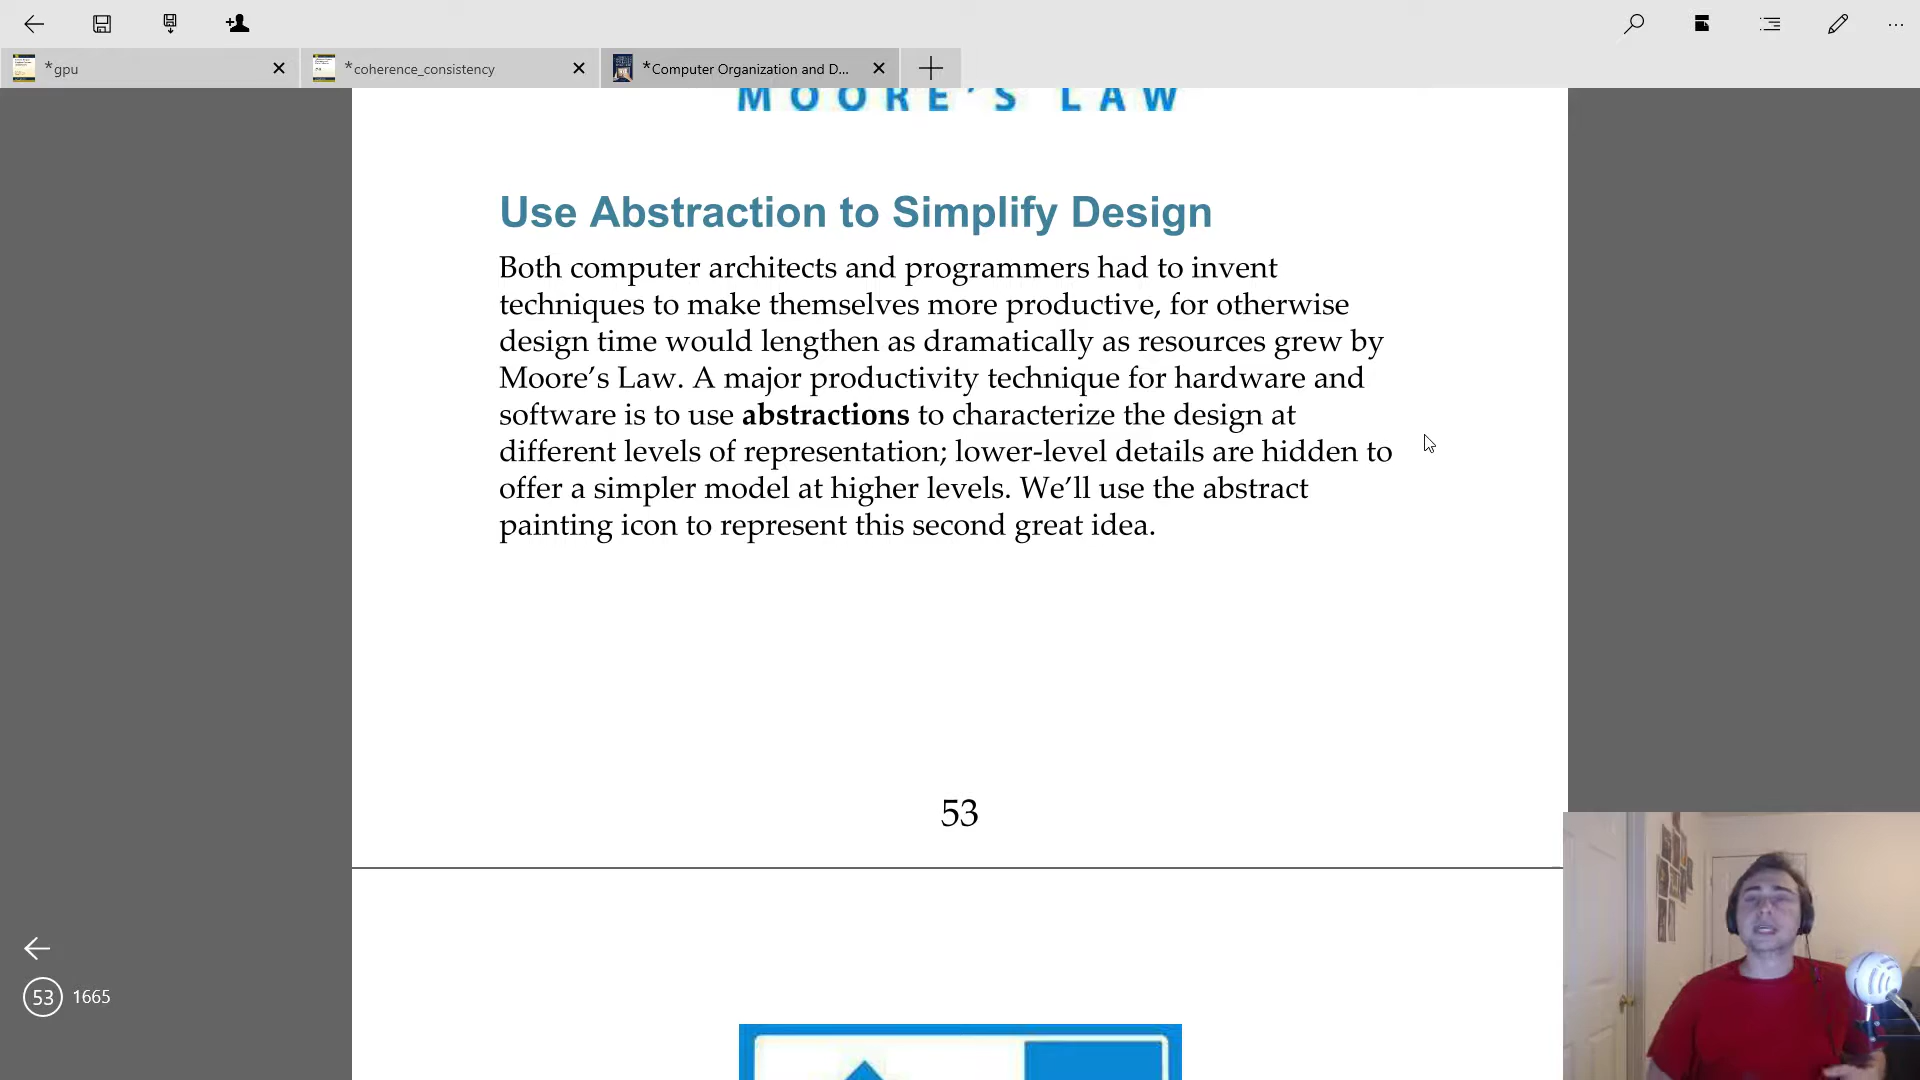 *gpu
*coherence_consistency
*Computer Organization and D...
MOORE'S LAW
Use Abstraction to Simplify Design
Both computer architects and programmers had to invent
techniques to make themselves more productive, for otherwise
design time would lengthen as dramatically as resources grew by
Moore’s Law. A major productivity technique for hardware and
software is to use abstractions to characterize the design at
different levels of representation; lower-level details are hidden to
offer a simpler model at higher levels. We’ll use the abstract
painting icon to represent this second great idea.
53
53 1665